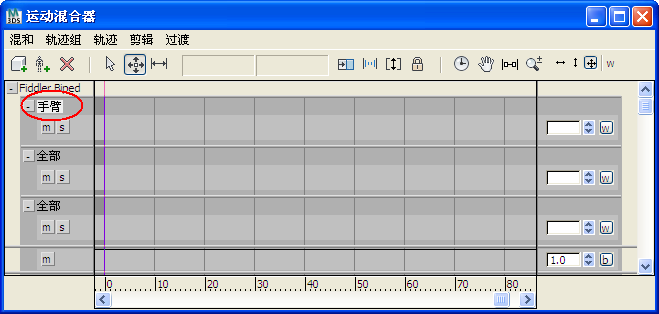 运动混合器
混和 轨迹组 轨迹 剪辑 过渡
w
Fiddler Biped
手臂
m s w
全部
m s w
全部
m s w
m 1.0 b
0 10 20 30 40 50 60 70 80